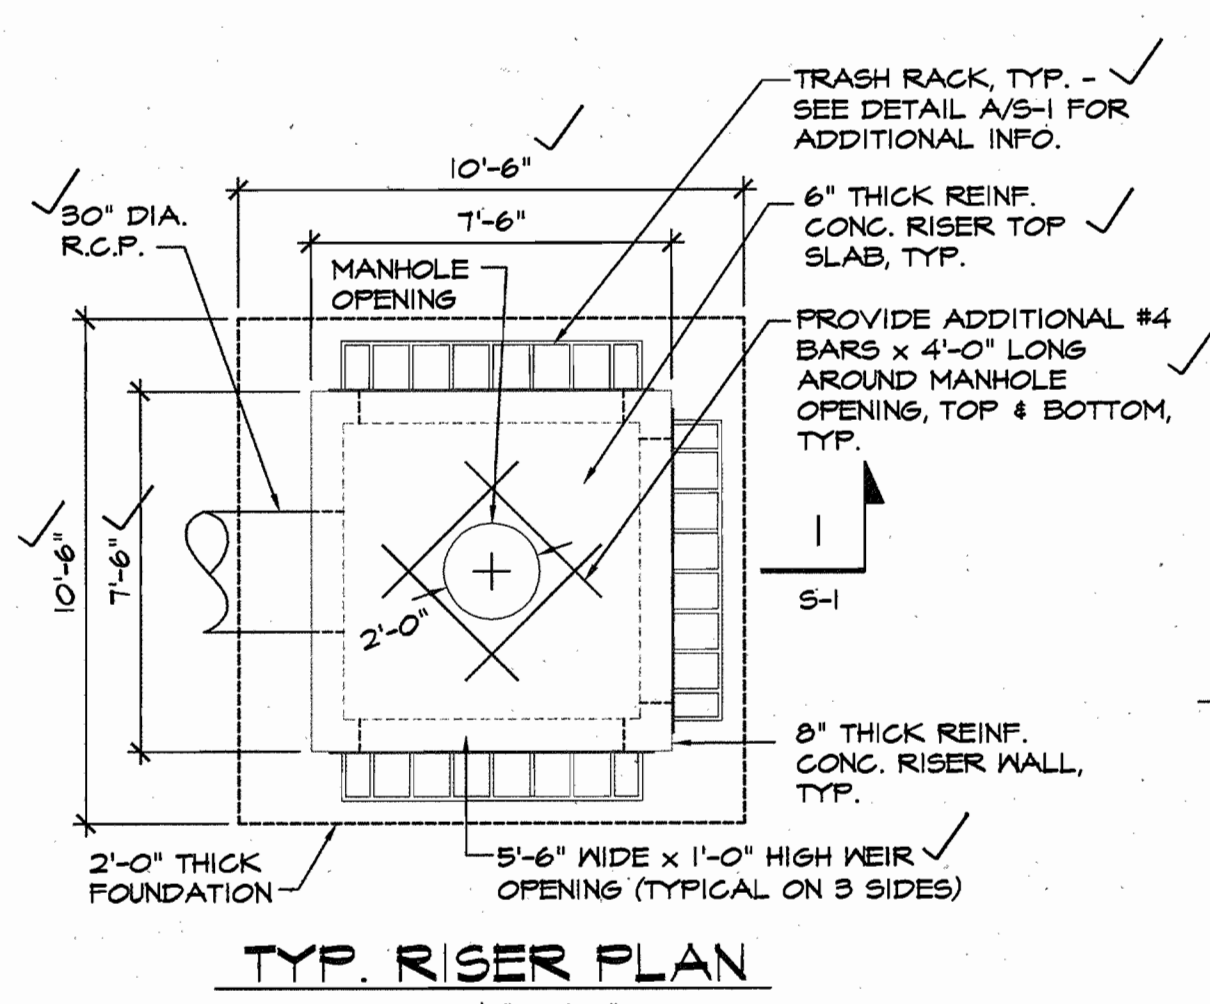 TRASH RACK, TYP. -
SEE DETAIL A/S-1 FOR
ADDITIONAL INFO.
10'-6"
6" THICK REINF.
CONC. RISER TOP
SLAB, TYP.
30" DIA.
R.C.P.
7'-6"
MANHOLE
OPENING
PROVIDE ADDITIONAL #4
BARS x 4'-0" LONG
AROUND MANHOLE
OPENING, TOP & BOTTOM,
TYP.
10'-6"
7'-6"
1
S-1
2'-0"
8" THICK REINF.
CONC. RISER WALL,
TYP.
2'-0" THICK
FOUNDATION
5'-6" WIDE x 1'-0" HIGH WEIR
OPENING (TYPICAL ON 3 SIDES)
TYP. RISER PLAN